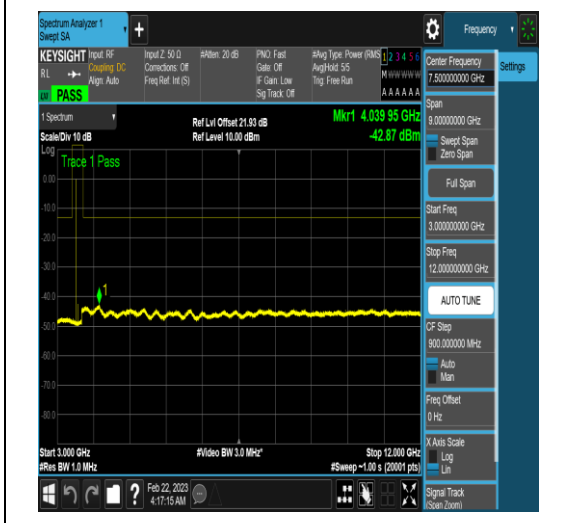 Spectrum Analyzer 1
Swept SA
Frequency
KEYSIGHT
RL
PASS
Input: RF
Coupling: DC
Align: Auto
Input Z: 50 Ω
Corrections: Off
Freq Ref: Int (S)
#Atten: 20 dB
PNO: Fast
Gate: Off
IF Gain: Low
Sig Track: Off
#Avg Type: Power (RMS
Avg|Hold: 5/5
Trig: Free Run
1 2 3 4 5 6
M W W W W W
A A A A A A
1 Spectrum
Scale/Div 10 dB
Ref Lvl Offset 21.93 dB
Ref Level 10.00 dBm
Mkr1 4.039 95 GHz
-42.87 dBm
Log
Trace 1 Pass
0.00
-10.0
-20.0
-30.0
-40.0
-50.0
-60.0
-70.0
-80.0
1
Start 3.000 GHz
#Res BW 1.0 MHz
#Video BW 3.0 MHz*
Stop 12.000 GHz
#Sweep ~1.00 s (20001 pts)
?
Feb 22, 2023
4:17:15 AM
Center Frequency
7.500000000 GHz
Settings
Span
9.00000000 GHz
Swept Span
Zero Span
Full Span
Start Freq
3.000000000 GHz
Stop Freq
12.000000000 GHz
AUTO TUNE
CF Step
900.000000 MHz
Auto
Man
Freq Offset
0 Hz
X Axis Scale
Log
Lin
Signal Track
(Span Zoom)